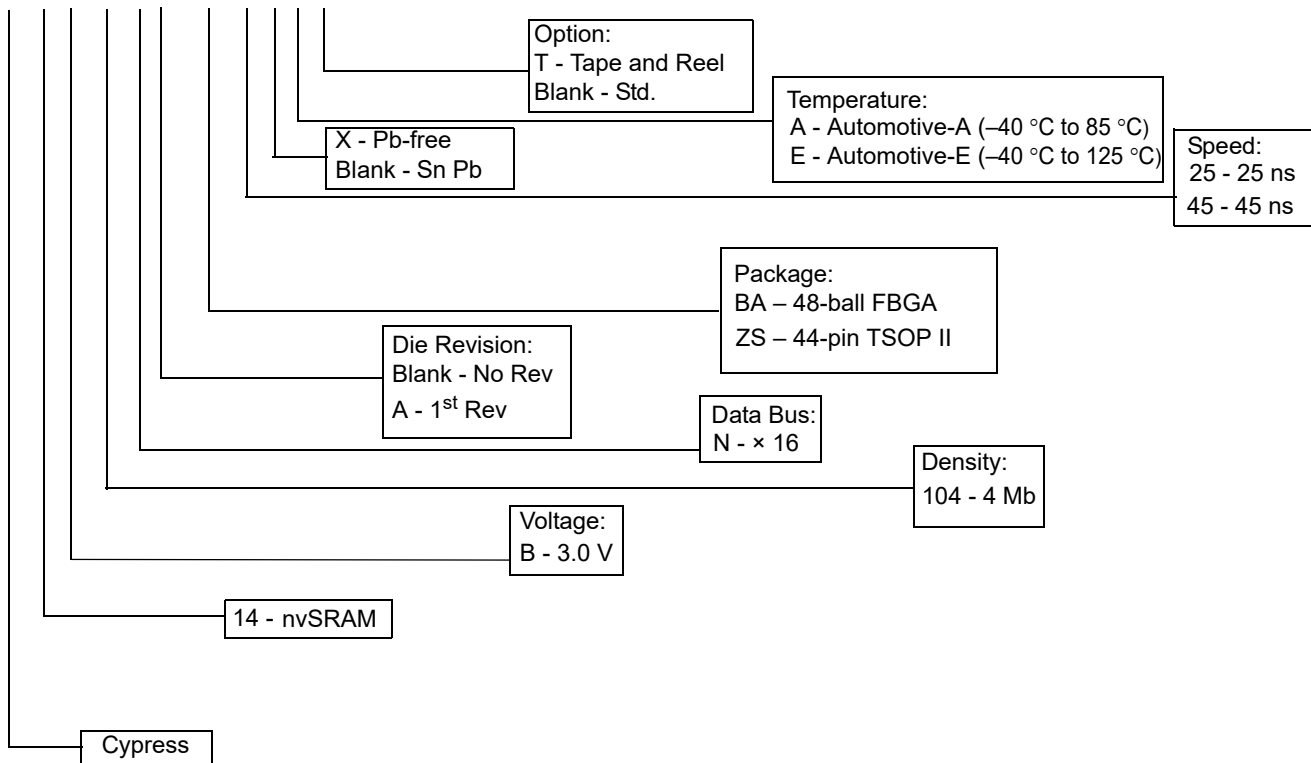 Option:
T - Tape and Reel
Blank - Std.
Temperature:
A - Automotive-A (–40 °C to 85 °C)
E - Automotive-E (–40 °C to 125 °C)
X - Pb-free
Blank - Sn Pb
Speed:
25 - 25 ns
45 - 45 ns
Package:
BA – 48-ball FBGA
ZS – 44-pin TSOP II
Die Revision:
Blank - No Rev
A - 1st Rev
Data Bus:
N - × 16
Density:
104 - 4 Mb
Voltage:
B - 3.0 V
14 - nvSRAM
Cypress